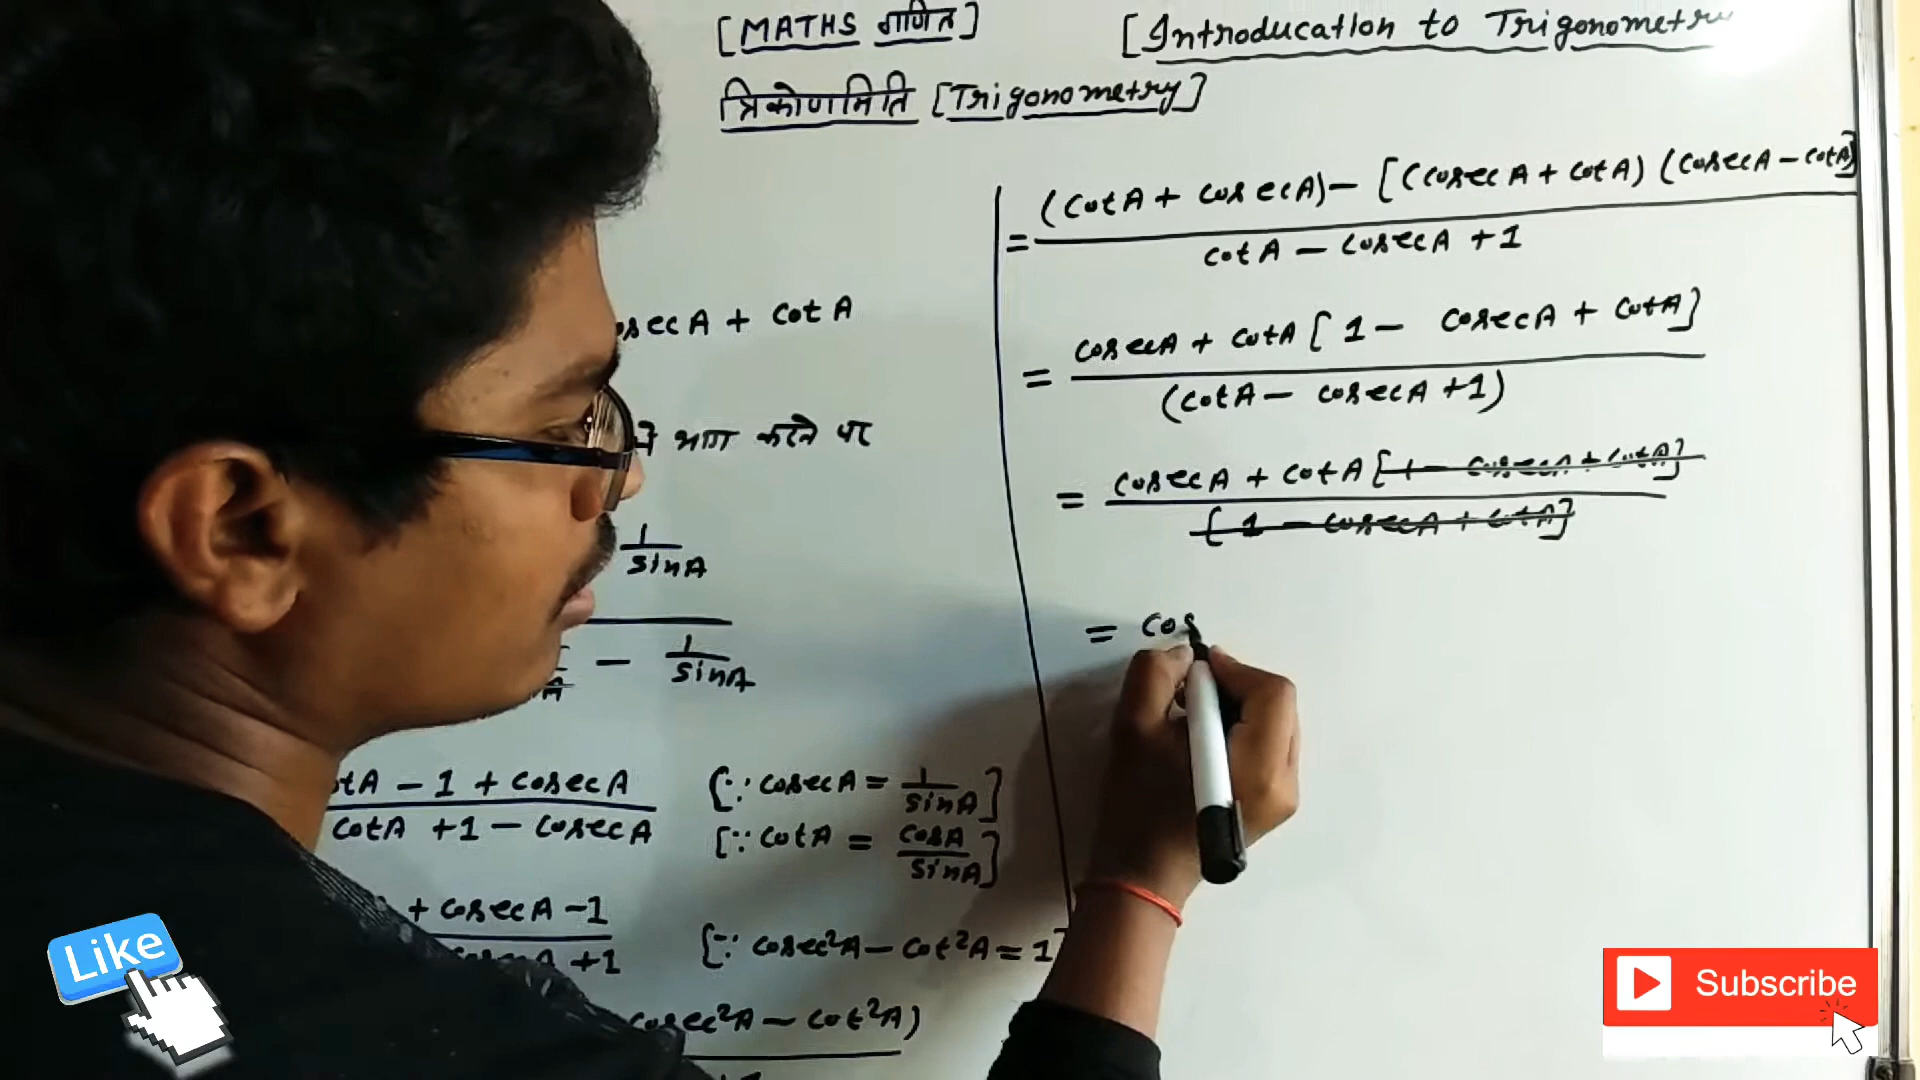 [MATHS गणित]
[Introducation to Trigonometry
त्रिकोणमिति [Trigonometry]
secA + cotA
भाग करने पर
1
sinA
— 1
sinA
tA — 1 + cosecA
cotA +1 — cosecA
[∵ cosecA = 1
sinA]
[∵ cotA = cosA
sinA]
+ cosecA -1
+1
[∵ cosec²A — cot²A = 1]
cosec²A — cot²A)
= (cotA + cosecA) — [(cosecA + cotA) (cosecA — cotA)]
cotA — cosecA +1
= cosecA + cotA [ 1 — cosecA + cotA]
(cotA — cosecA +1)
= cosecA + cotA [1 — cosecA + cotA]
[ 1 — cosecA + cotA]
= cos
Like
Subscribe